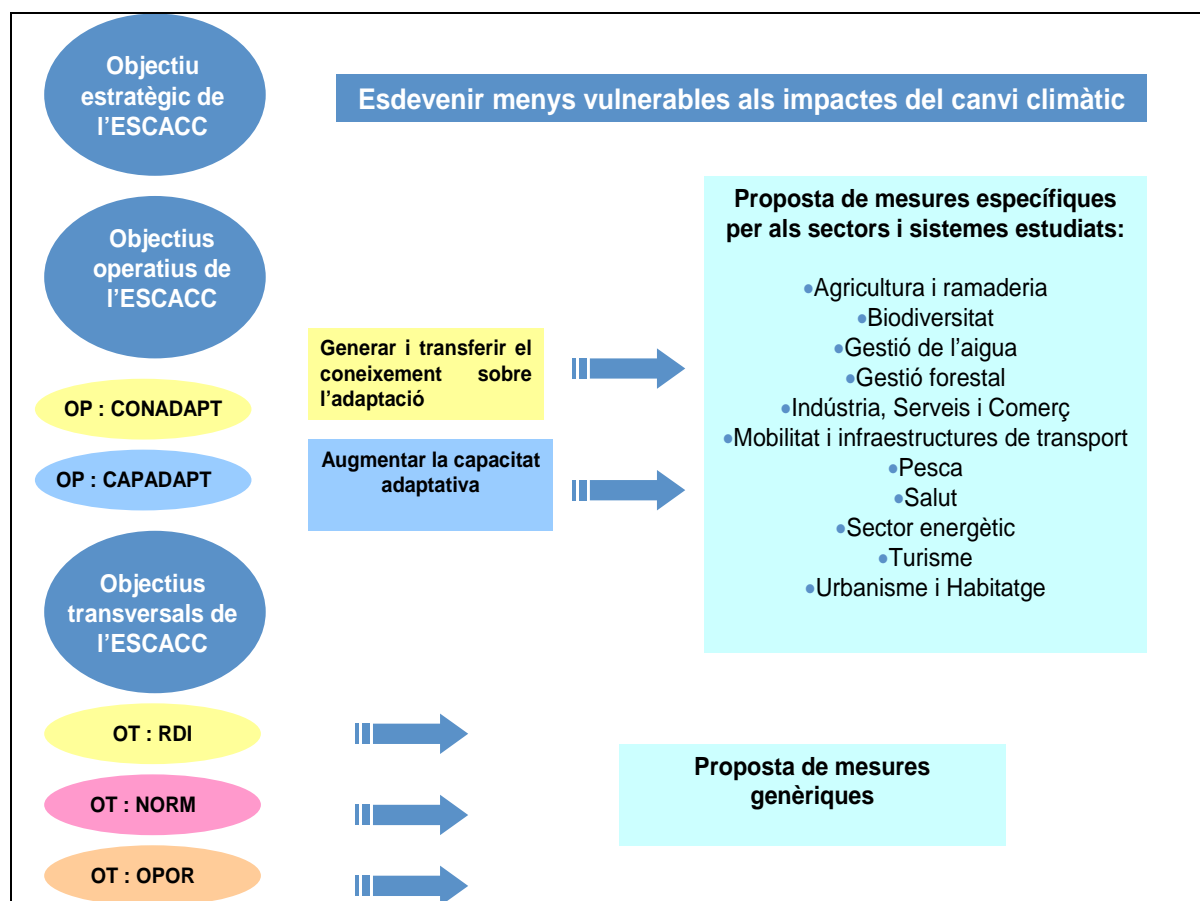 Objectiu
estratègic de
l’ESCACC
Esdevenir menys vulnerables als impactes del canvi climàtic
Objectius
operatius de
l’ESCACC
OP : CONADAPT
Generar i transferir el
coneixement sobre
l’adaptació
OP : CAPADAPT
Augmentar la capacitat
adaptativa
Proposta de mesures específiques
per als sectors i sistemes estudiats:
•Agricultura i ramaderia
•Biodiversitat
•Gestió de l’aigua
•Gestió forestal
•Indústria, Serveis i Comerç
•Mobilitat i infraestructures de transport
•Pesca
•Salut
•Sector energètic
•Turisme
•Urbanisme i Habitatge
Objectius
transversals de
l’ESCACC
OT : RDI
OT : NORM
OT : OPOR
Proposta de mesures
genèriques